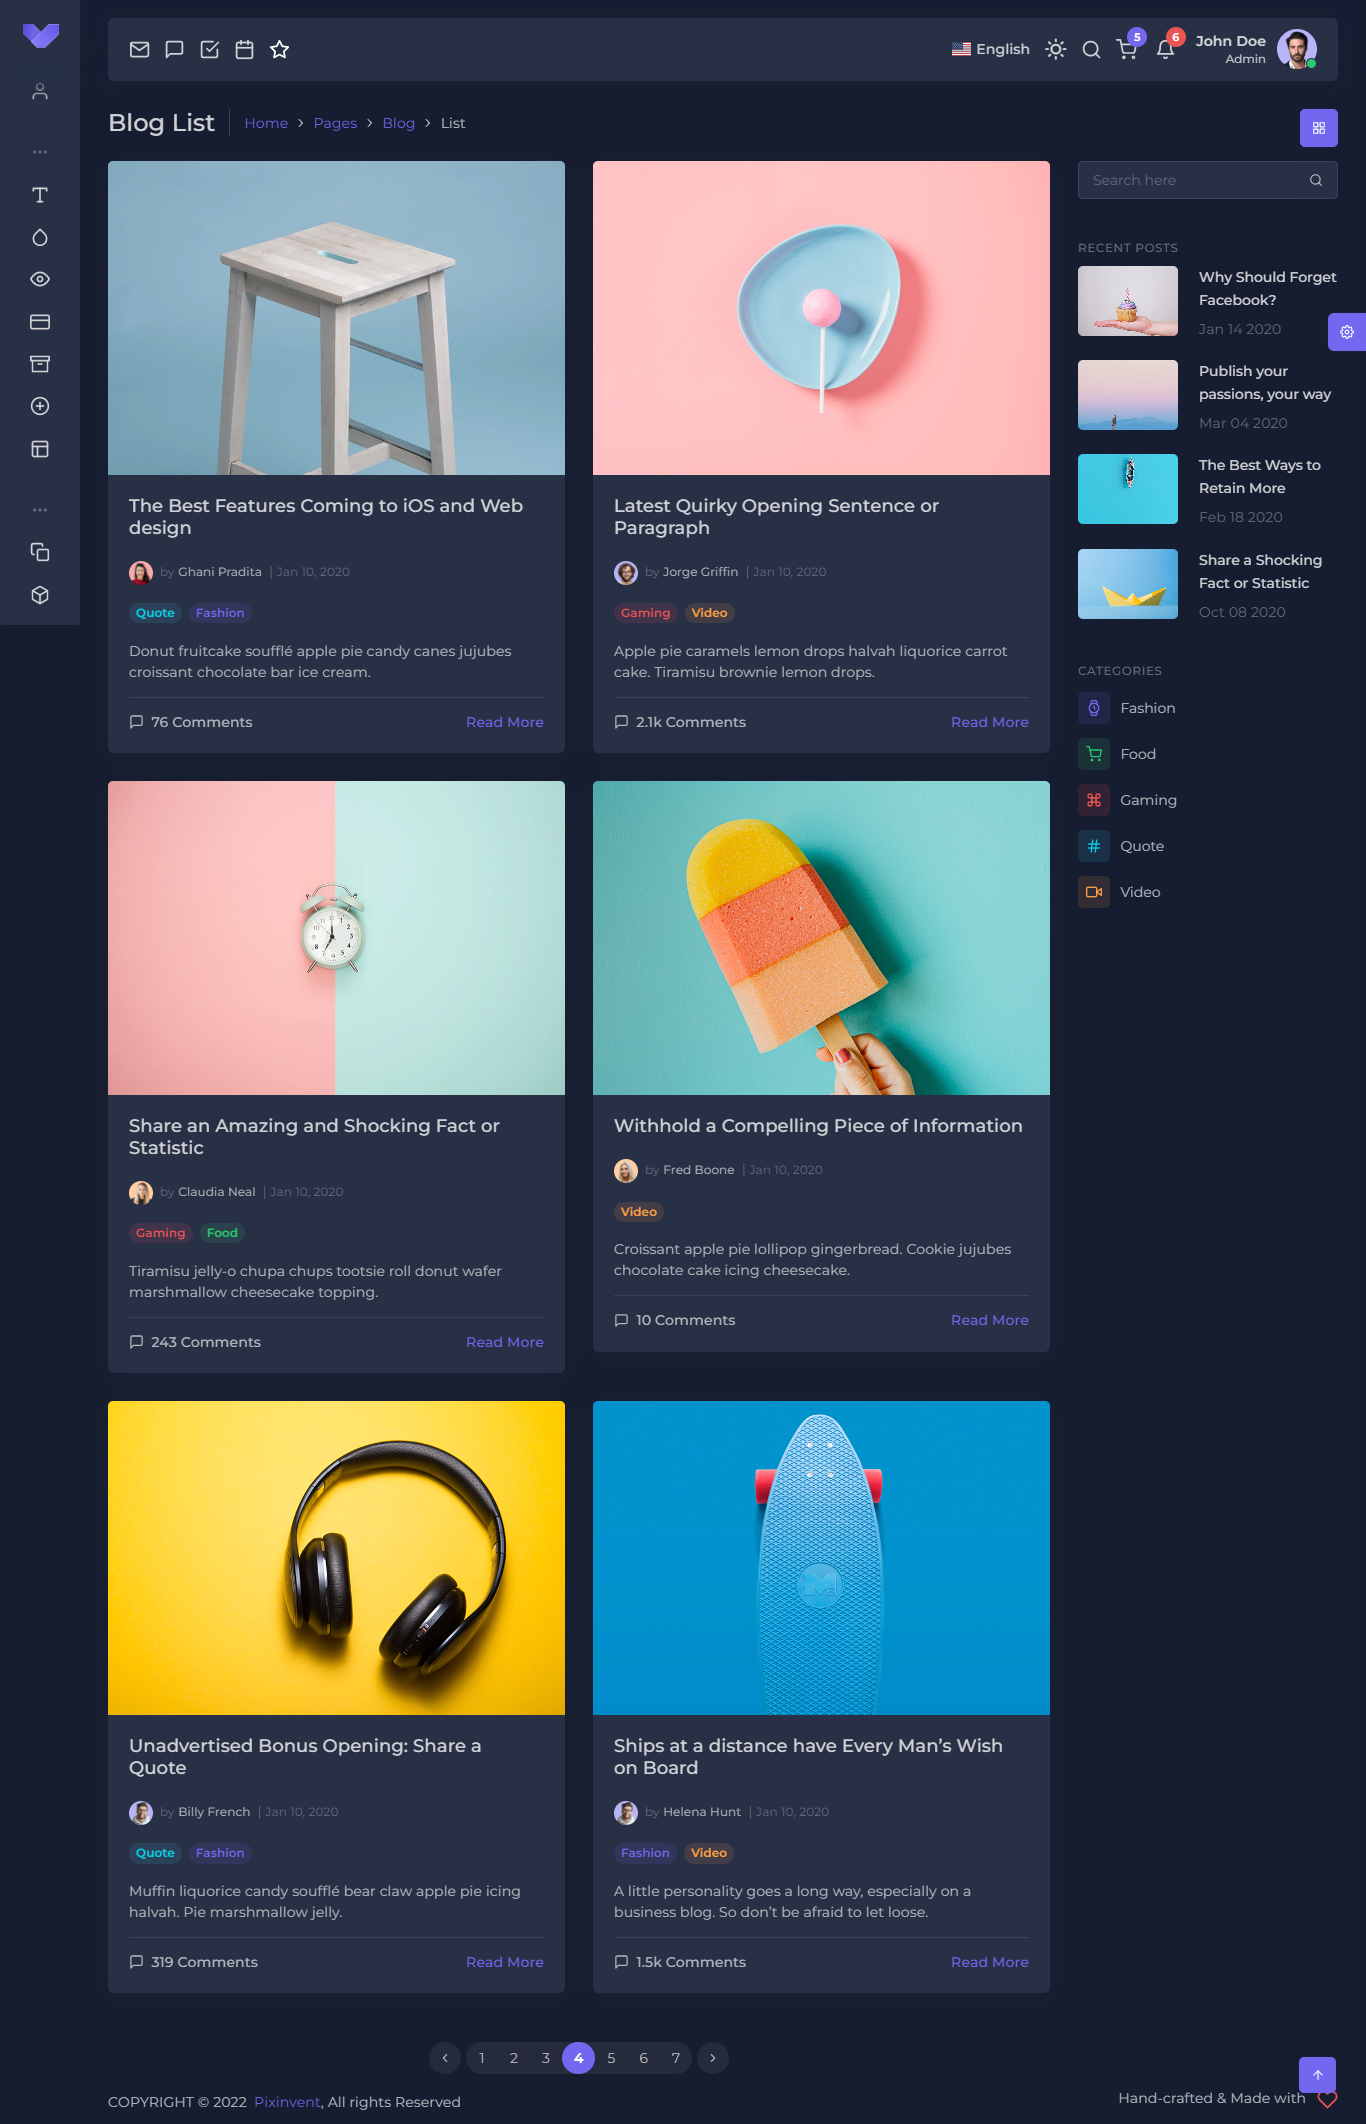 English
5
6
John Doe
Admin
Blog List
Home > Pages > Blog > List
The Best Features Coming to iOS and Web
design
by Ghani Pradita | Jan 10, 2020
Quote Fashion
Donut fruitcake soufflé apple pie candy canes jujubes
croissant chocolate bar ice cream.
76 Comments Read More
Latest Quirky Opening Sentence or
Paragraph
by Jorge Griffin | Jan 10, 2020
Gaming Video
Apple pie caramels lemon drops halvah liquorice carrot
cake. Tiramisu brownie lemon drops.
2.1k Comments Read More
Share an Amazing and Shocking Fact or
Statistic
by Claudia Neal | Jan 10, 2020
Gaming Food
Tiramisu jelly-o chupa chups tootsie roll donut wafer
marshmallow cheesecake topping.
243 Comments Read More
Withhold a Compelling Piece of Information
by Fred Boone | Jan 10, 2020
Video
Croissant apple pie lollipop gingerbread. Cookie jujubes
chocolate cake icing cheesecake.
10 Comments Read More
Unadvertised Bonus Opening: Share a
Quote
by Billy French | Jan 10, 2020
Quote Fashion
Muffin liquorice candy soufflé bear claw apple pie icing
halvah. Pie marshmallow jelly.
319 Comments Read More
Ships at a distance have Every Man’s Wish
on Board
by Helena Hunt | Jan 10, 2020
Fashion Video
A little personality goes a long way, especially on a
business blog. So don’t be afraid to let loose.
1.5k Comments Read More
Search here
RECENT POSTS
Why Should Forget
Facebook?
Jan 14 2020
Publish your
passions, your way
Mar 04 2020
The Best Ways to
Retain More
Feb 18 2020
Share a Shocking
Fact or Statistic
Oct 08 2020
CATEGORIES
Fashion
Food
Gaming
Quote
Video
1 2 3 4 5 6 7
COPYRIGHT © 2022 Pixinvent, All rights Reserved
Hand-crafted & Made with